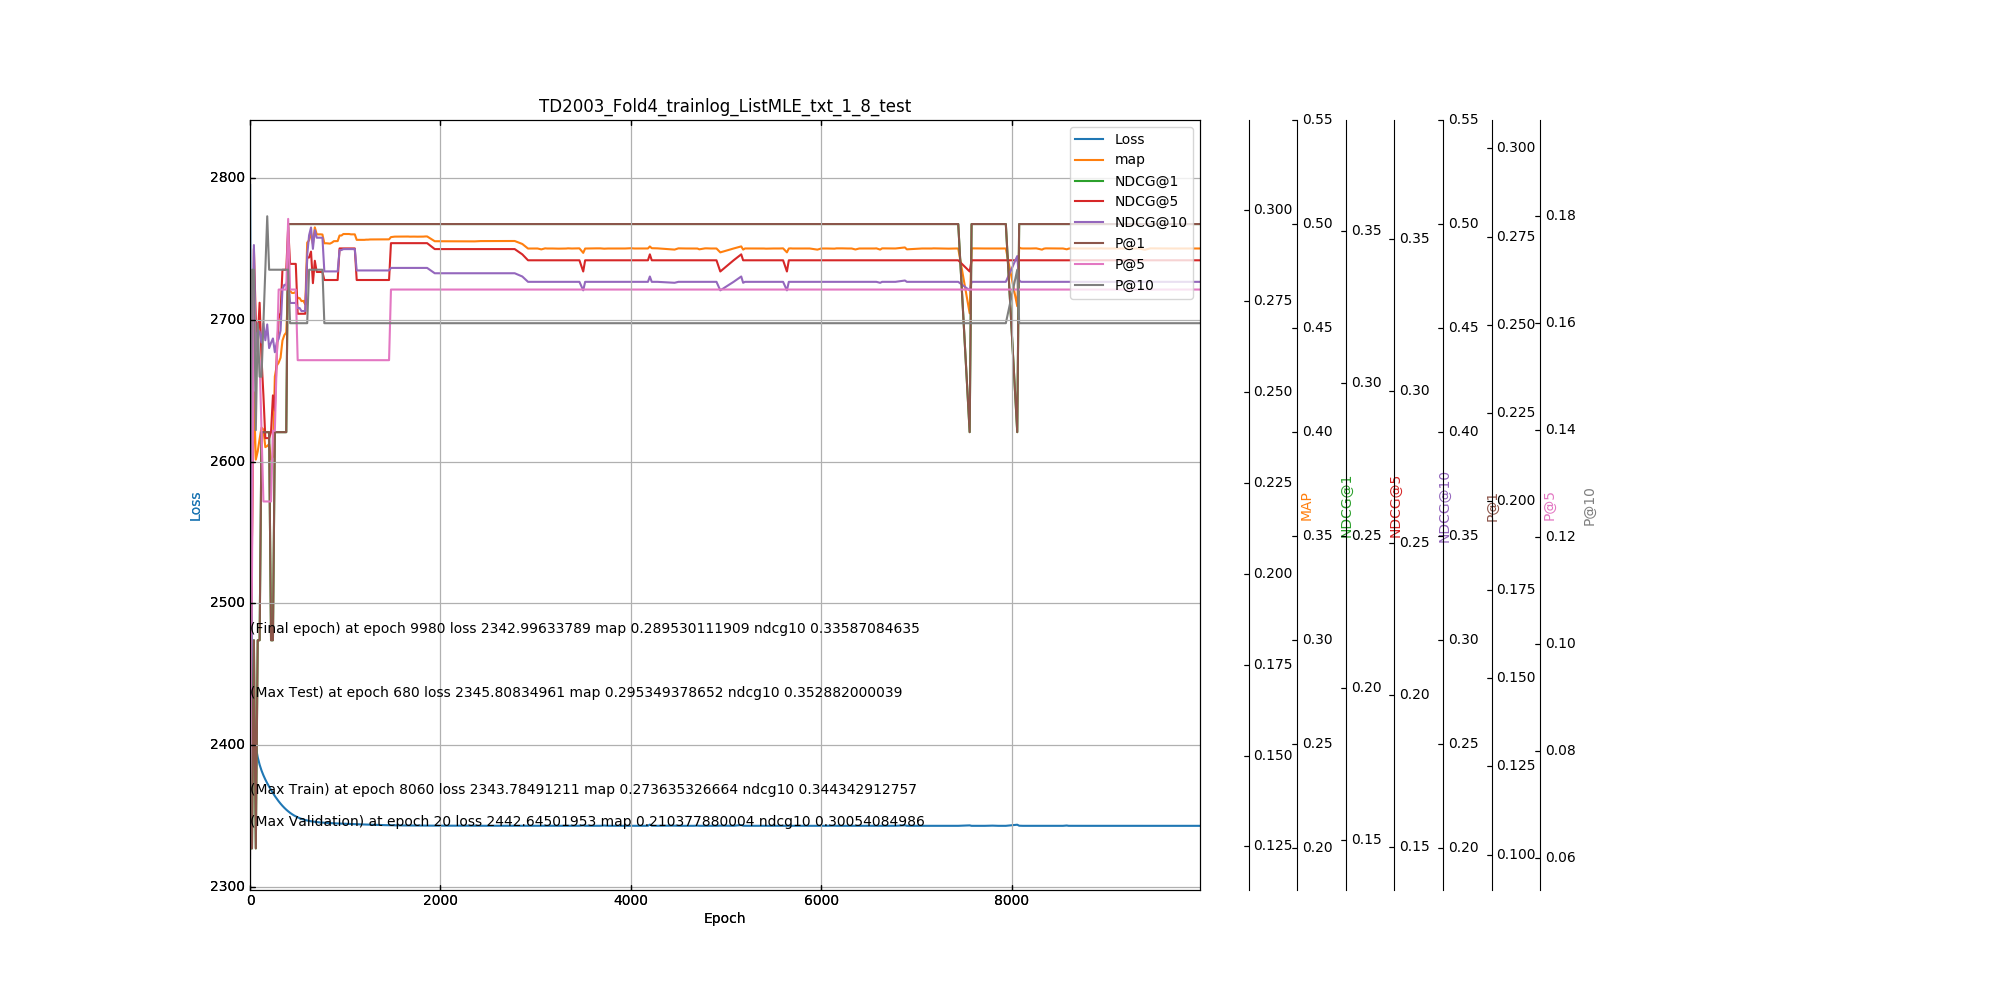 TD2003_Fold4_trainlog_ListMLE_txt_1_8_test
Loss
map
NDCG@1
NDCG@5
NDCG@10
P@1
P@5
P@10
2800
2700
2600
2500
2400
2300
Loss
(Final epoch) at epoch 9980 loss 2342.99633789 map 0.289530111909 ndcg10 0.33587084635
(Max Test) at epoch 680 loss 2345.80834961 map 0.295349378652 ndcg10 0.352882000039
(Max Train) at epoch 8060 loss 2343.78491211 map 0.273635326664 ndcg10 0.344342912757
(Max Validation) at epoch 20 loss 2442.64501953 map 0.210377880004 ndcg10 0.30054084986
0 2000 4000 6000 8000
Epoch
0.300
0.275
0.250
0.225
0.200
0.175
0.150
0.125
MAP
0.55
0.50
0.45
0.40
0.35
0.30
0.25
0.20
NDCG@1
0.35
0.30
0.25
0.20
0.15
NDCG@5
0.35
0.30
0.25
0.20
0.15
NDCG@10
0.55
0.50
0.45
0.40
0.35
0.30
0.25
0.20
P@1
0.300
0.275
0.250
0.225
0.200
0.175
0.150
0.125
0.100
P@5
0.18
0.16
0.14
0.12
0.10
0.08
0.06
P@10